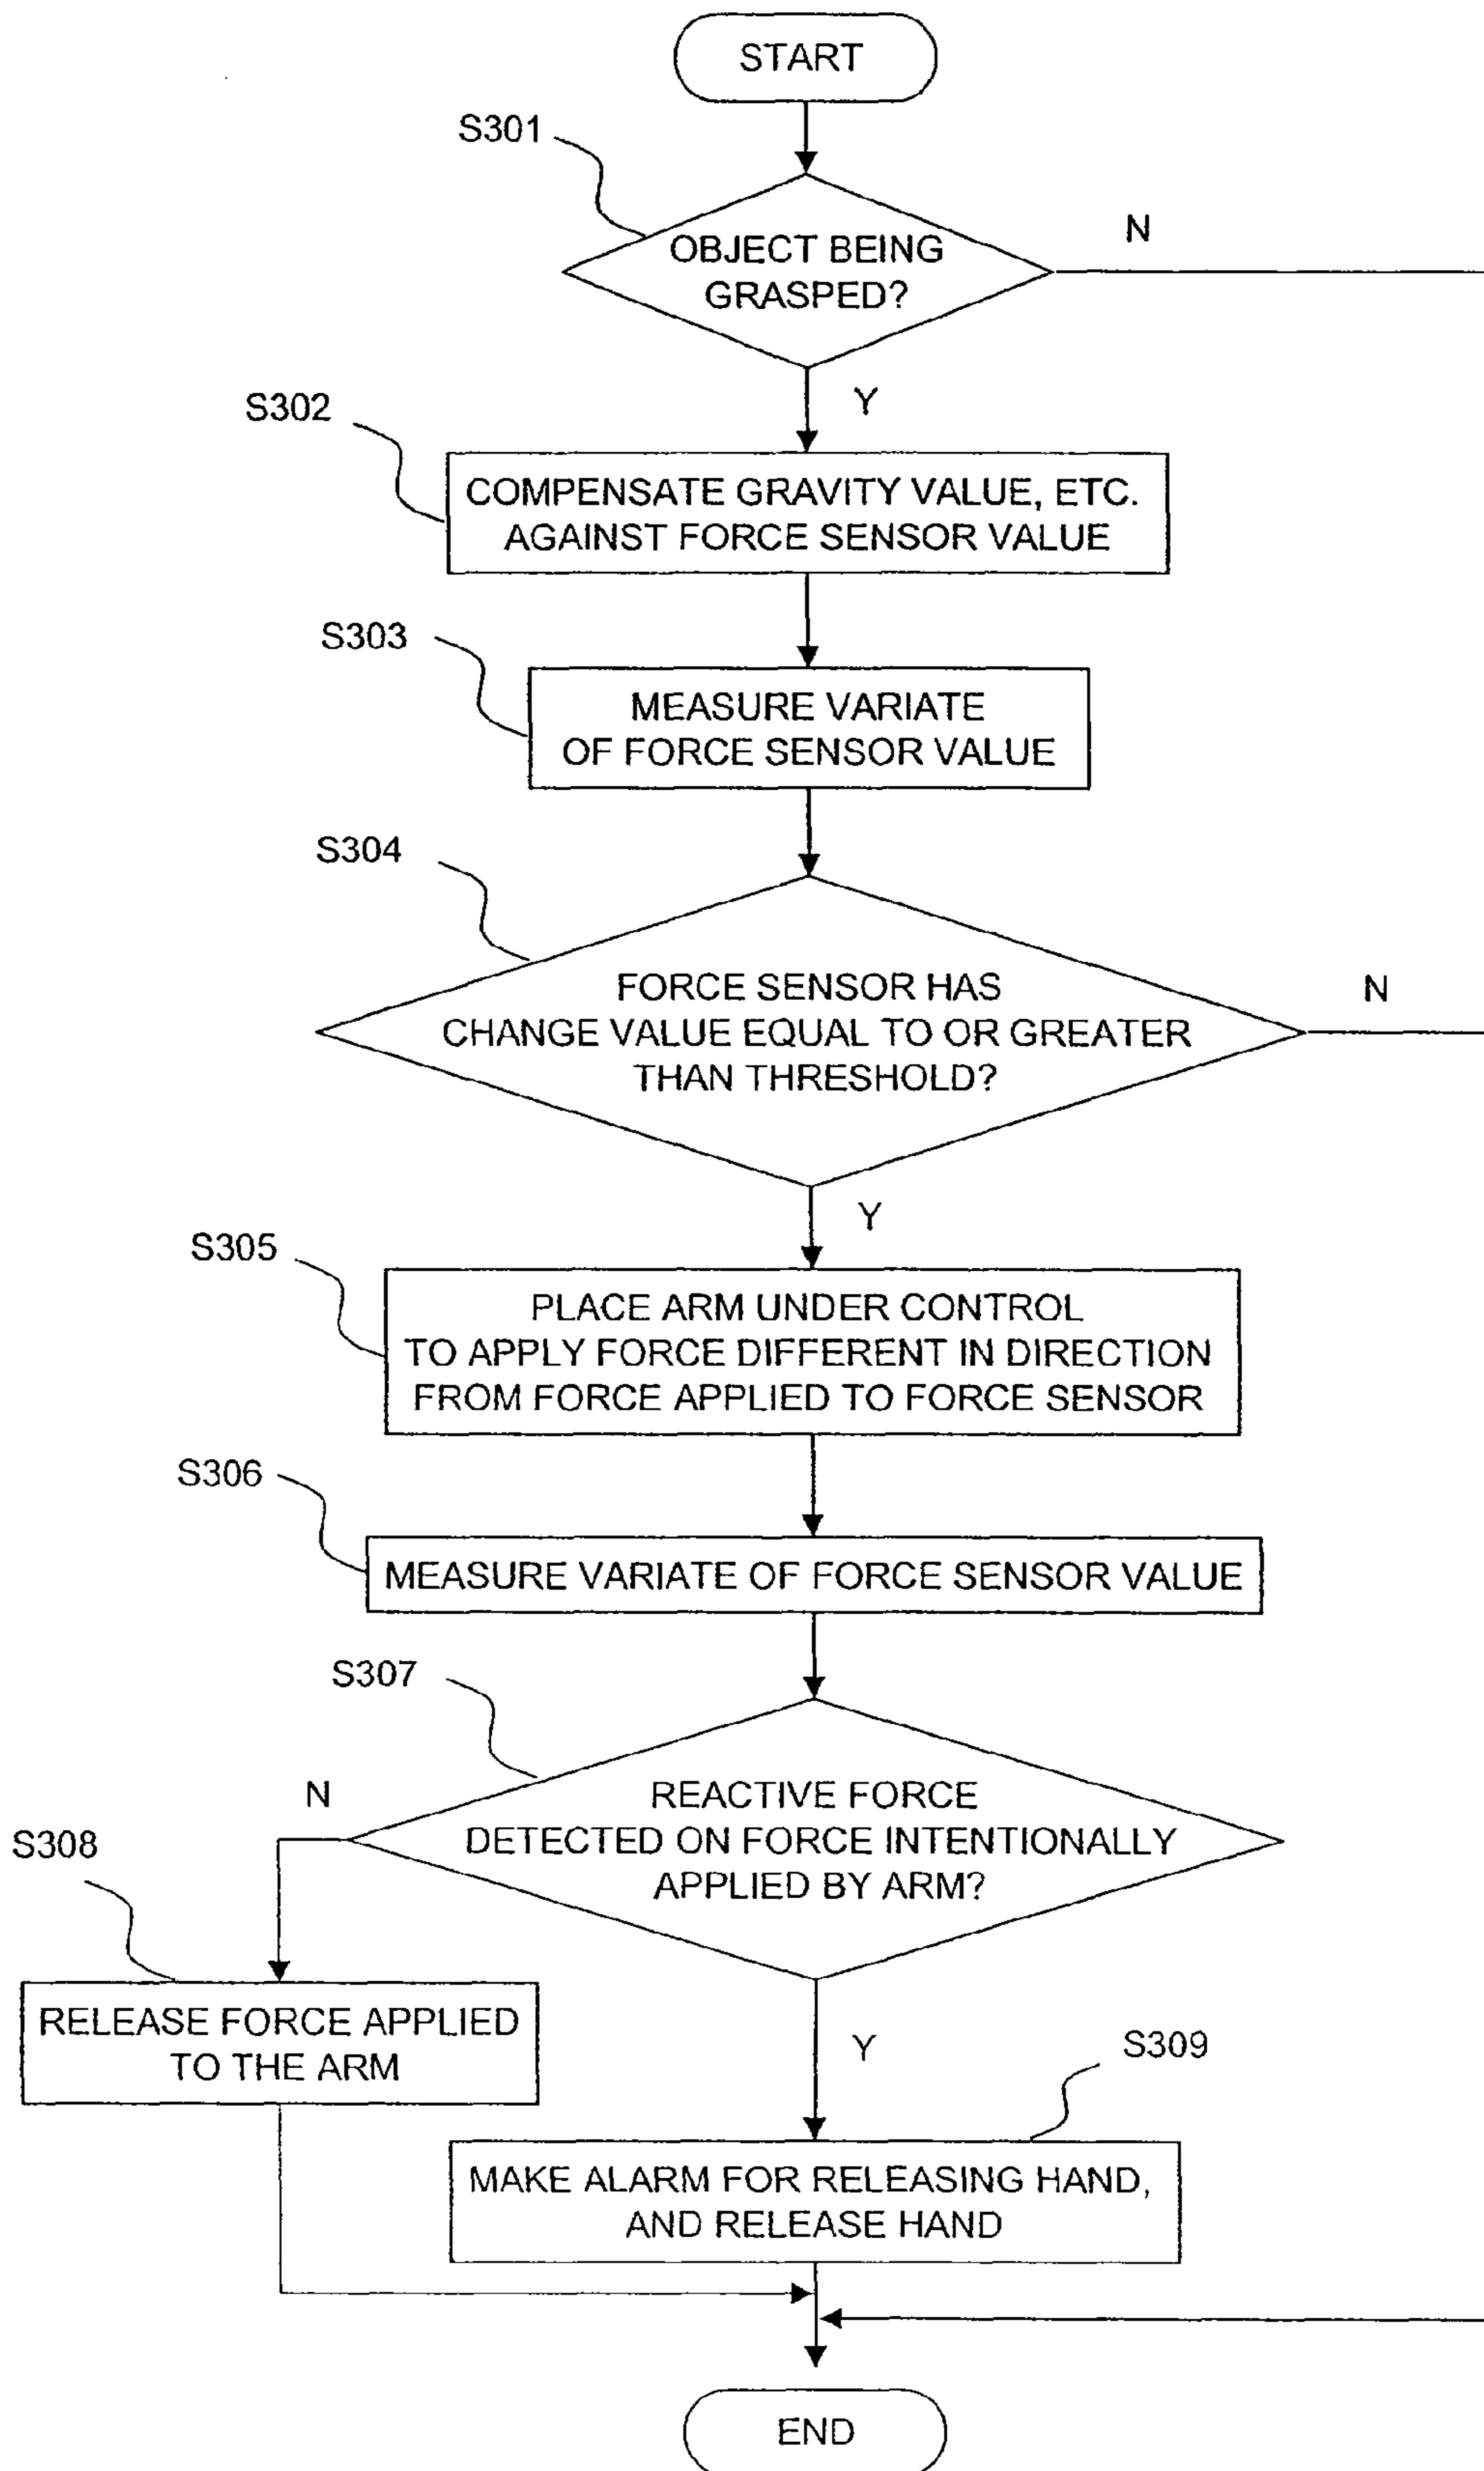 START
S301
OBJECT BEING
GRASPED?
N
Y
S302
COMPENSATE GRAVITY VALUE, ETC.
AGAINST FORCE SENSOR VALUE
S303
MEASURE VARIATE
OF FORCE SENSOR VALUE
S304
FORCE SENSOR HAS
CHANGE VALUE EQUAL TO OR GREATER
THAN THRESHOLD?
N
Y
S305
PLACE ARM UNDER CONTROL
TO APPLY FORCE DIFFERENT IN DIRECTION
FROM FORCE APPLIED TO FORCE SENSOR
S306
MEASURE VARIATE OF FORCE SENSOR VALUE
S307
REACTIVE FORCE
DETECTED ON FORCE INTENTIONALLY
APPLIED BY ARM?
N
S308
RELEASE FORCE APPLIED
TO THE ARM
Y
S309
MAKE ALARM FOR RELEASING HAND,
AND RELEASE HAND
END